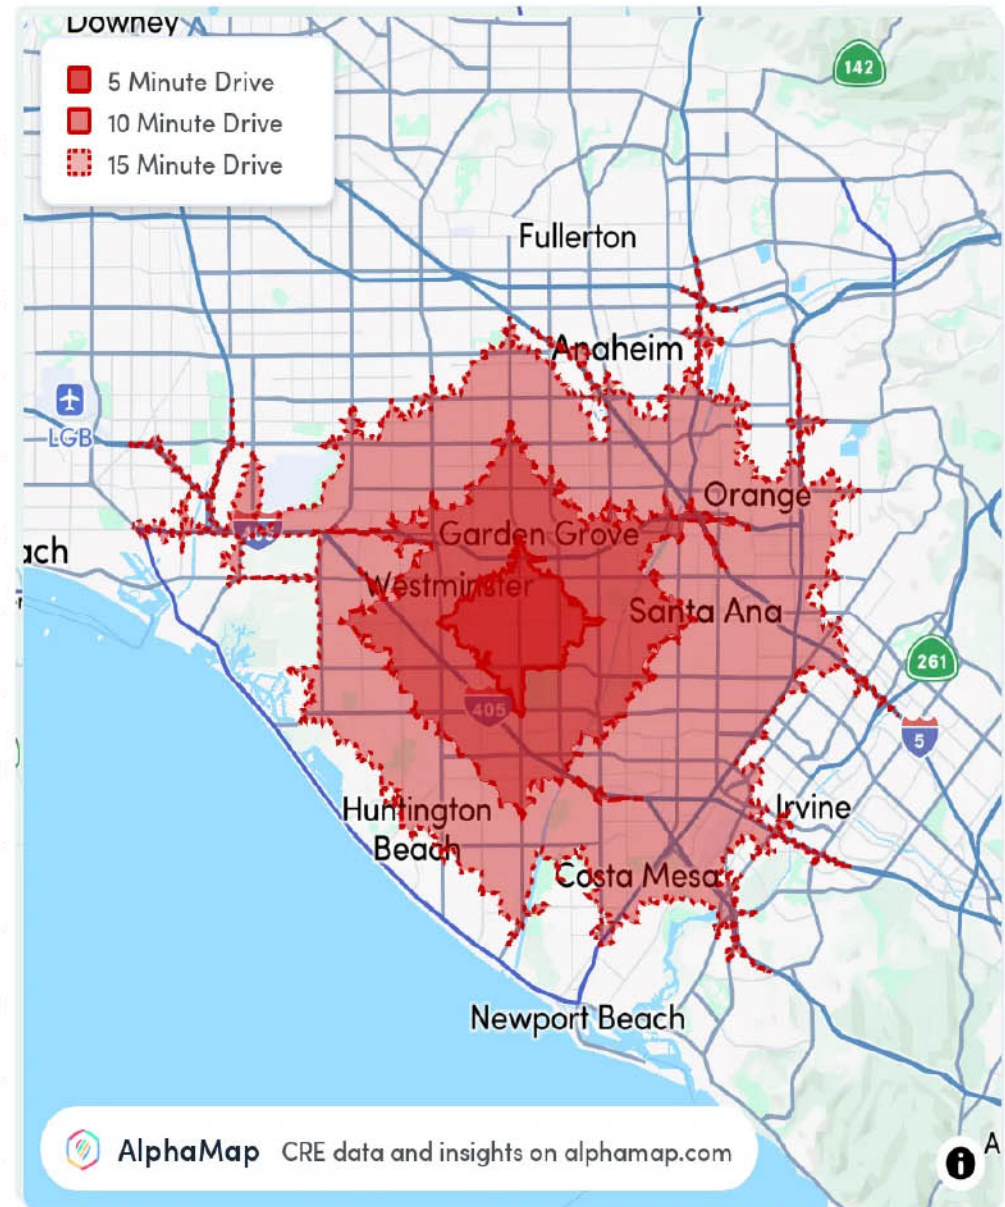 Downey
5 Minute Drive
10 Minute Drive
15 Minute Drive
142
Fullerton
Anaheim
LGB
Orange
405
Garden Grove
ach
Westminster
Santa Ana
261
405
5
Huntington
Beach
Irvine
Costa Mesa
Newport Beach
AlphaMap CRE data and insights on alphamap.com
A